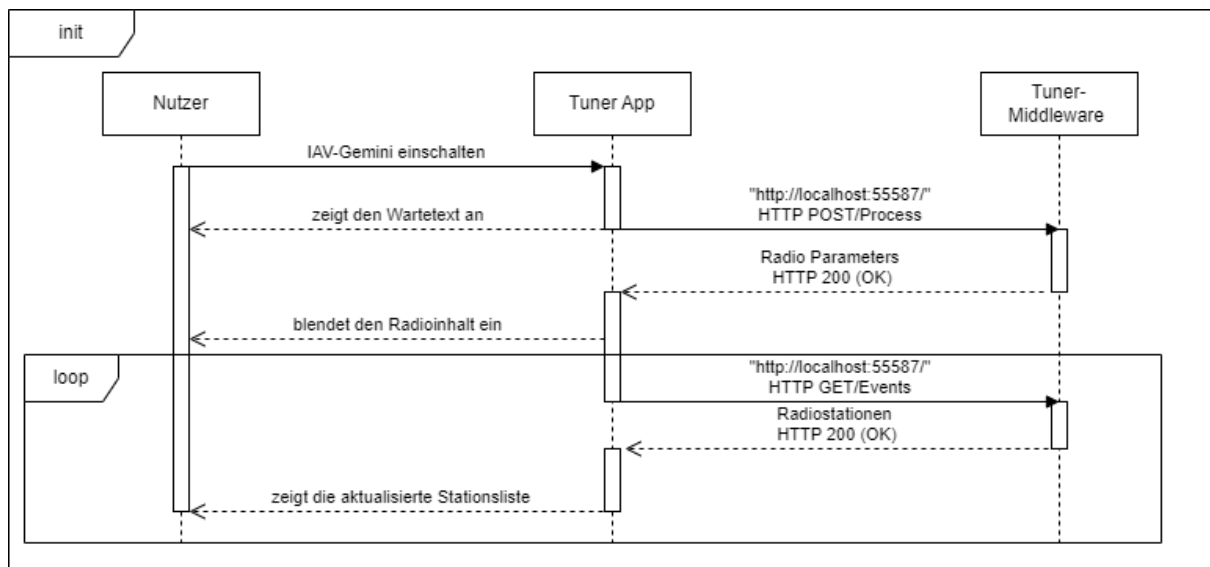 init
Nutzer
Tuner App
Tuner-
Middleware
IAV-Gemini einschalten
"http://localhost:55587/"
HTTP POST/Process
zeigt den Wartetext an
Radio Parameters
HTTP 200 (OK)
blendet den Radioinhalt ein
loop
"http://localhost:55587/"
HTTP GET/Events
Radiostationen
HTTP 200 (OK)
zeigt die aktualisierte Stationsliste